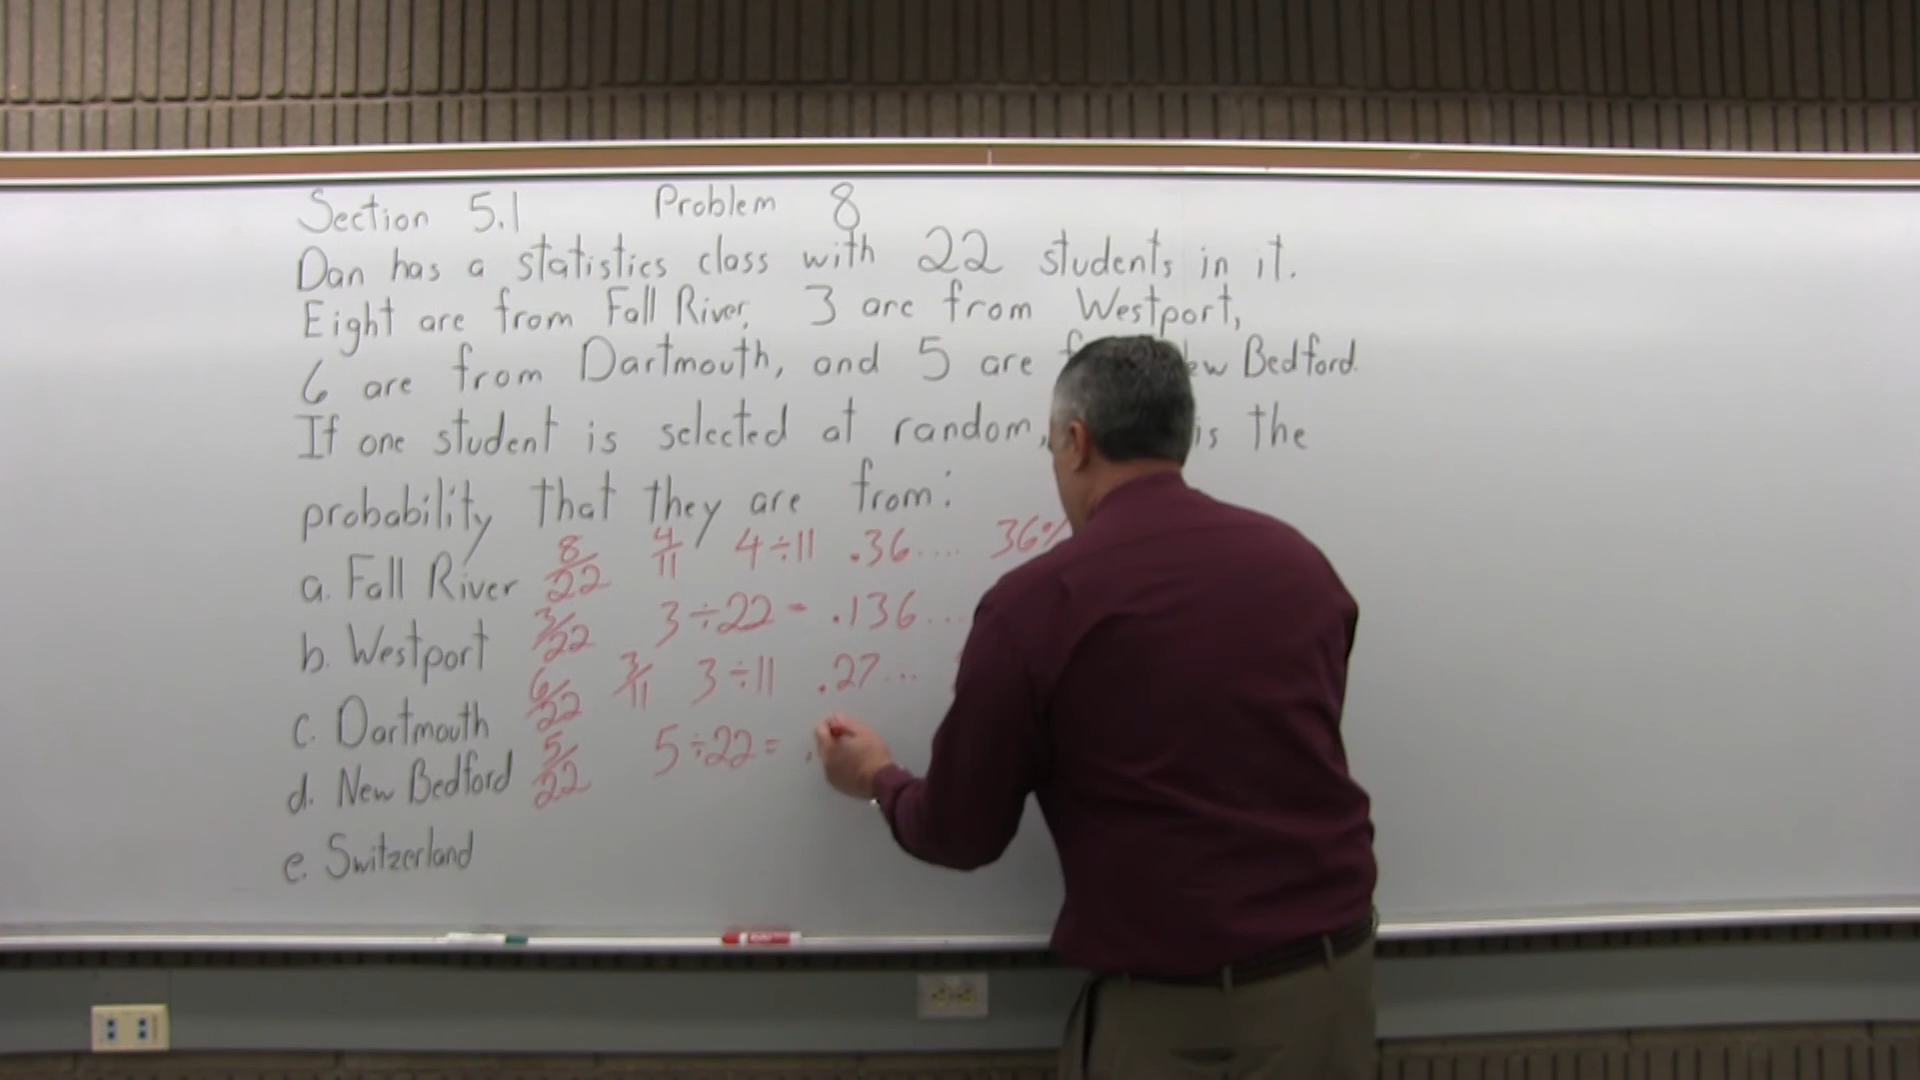 Section 5.1 Problem 8
Dan has a statistics class with 22 students in it.
Eight are from Fall River, 3 are from Westport,
6 are from Dartmouth, and 5 are Bedford.
If one student is selected at random, is the
probability that they are from:
a. Fall River 8/22 4/11 4÷11 .36.... 36%
b. Westport 3/22 3÷22 = .136...
c. Dartmouth 6/22 3/11 3÷11 .27...
d. New Bedford 5/22 5÷22 = .
e. Switzerland